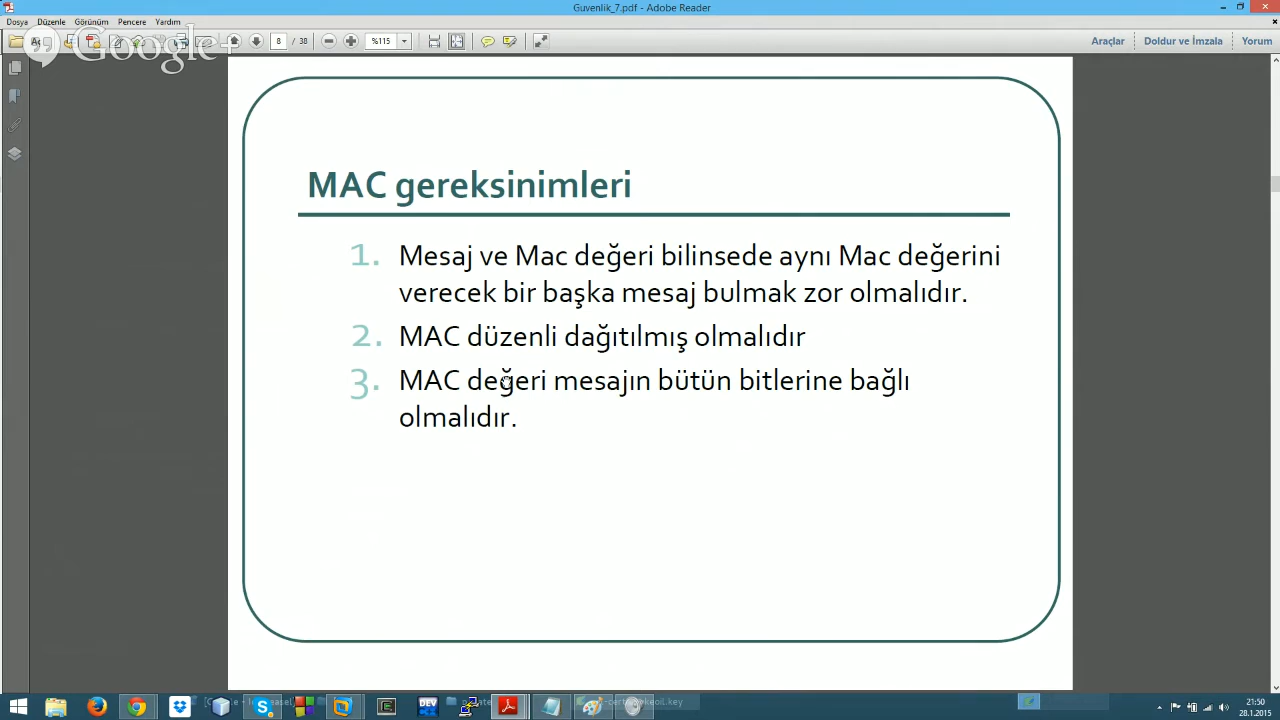 Guvenlik_7.pdf - Adobe Reader
Dosya Düzenle Görünüm Pencere Yardım
Google+
8 / 38 %115
Araçlar Doldur ve İmzala Yorum
MAC gereksinimleri
1. Mesaj ve Mac değeri bilinsede aynı Mac değerini
verecek bir başka mesaj bulmak zor olmalıdır.
2. MAC düzenli dağıtılmış olmalıdır
3. MAC değeri mesajın bütün bitlerine bağlı
olmalıdır.
DEV
21:50
28.1.2015